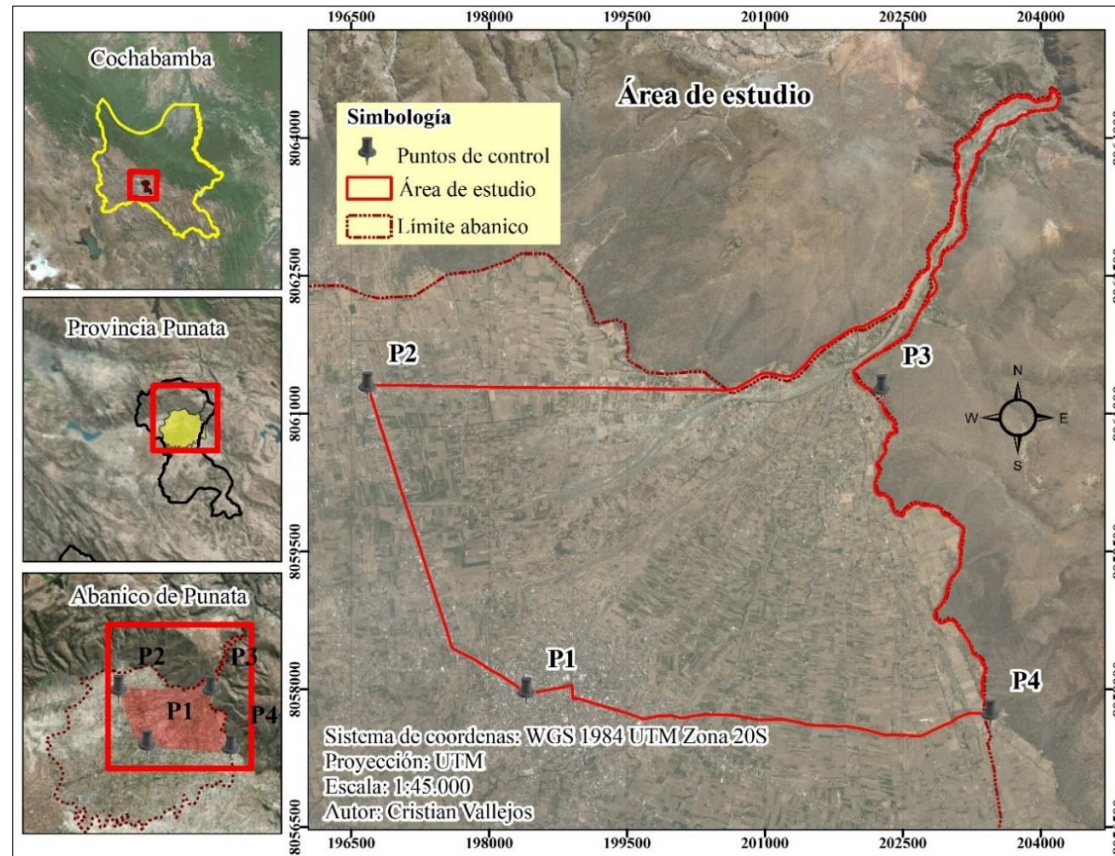 Cochabamba
Provincia Punata
Abanico de Punata
P2
P3
P1
P4
196500 198000 199500 201000 202500 204000
Área de estudio
Simbología
Puntos de control
Área de estudio
Límite abanico
8064000
8062500
8061000
8059500
8058000
8056500
P2
P3
N
W E
S
P1
P4
Sistema de coordenas: WGS 1984 UTM Zona 20S
Proyección: UTM
Escala: 1:45.000
Autor: Cristian Vallejos
196500 198000 199500 201000 202500 204000